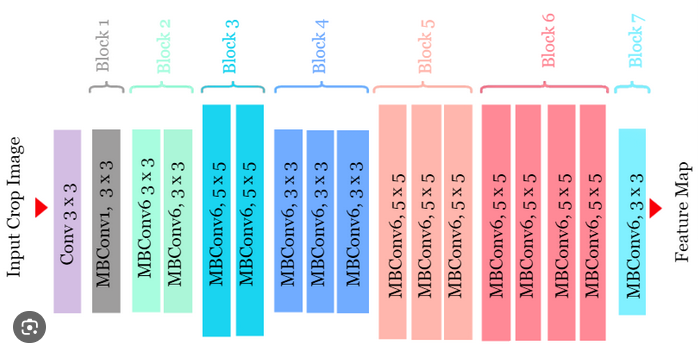 Block 1
Block 2
Block 3
Block 4
Block 5
Block 6
Block 7
Input Crop Image
Conv 3 x 3
MBConv1, 3 x 3
MBConv6 3 x 3
MBConv6, 3 x 3
MBConv6, 5 x 5
MBConv6, 5 x 5
MBConv6, 3 x 3
MBConv6, 3 x 3
MBConv6, 3 x 3
MBConv6, 5 x 5
MBConv6, 5 x 5
MBConv6, 5 x 5
MBConv6, 5 x 5
MBConv6, 5 x 5
MBConv6, 5 x 5
MBConv6, 5 x 5
MBConv6, 3 x 3
Feature Map